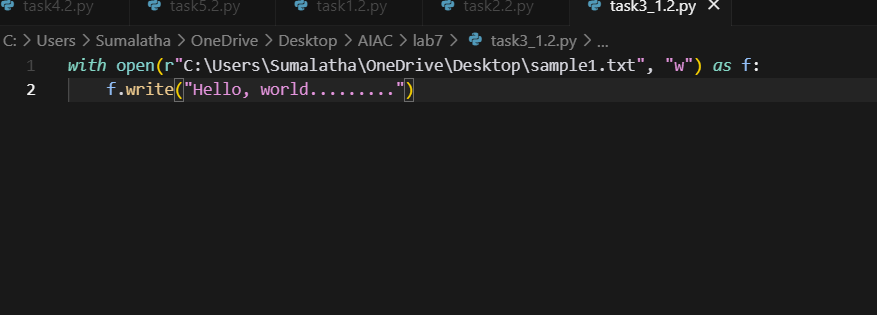 task4.2.py task5.2.py task1.2.py task2.2.py task3_1.2.py ×
C: > Users > Sumalatha > OneDrive > Desktop > AIAC > lab7 > task3_1.2.py > ...
1 with open(r"C:\Users\Sumalatha\OneDrive\Desktop\sample1.txt", "w") as f:
2 f.write("Hello, world.........")